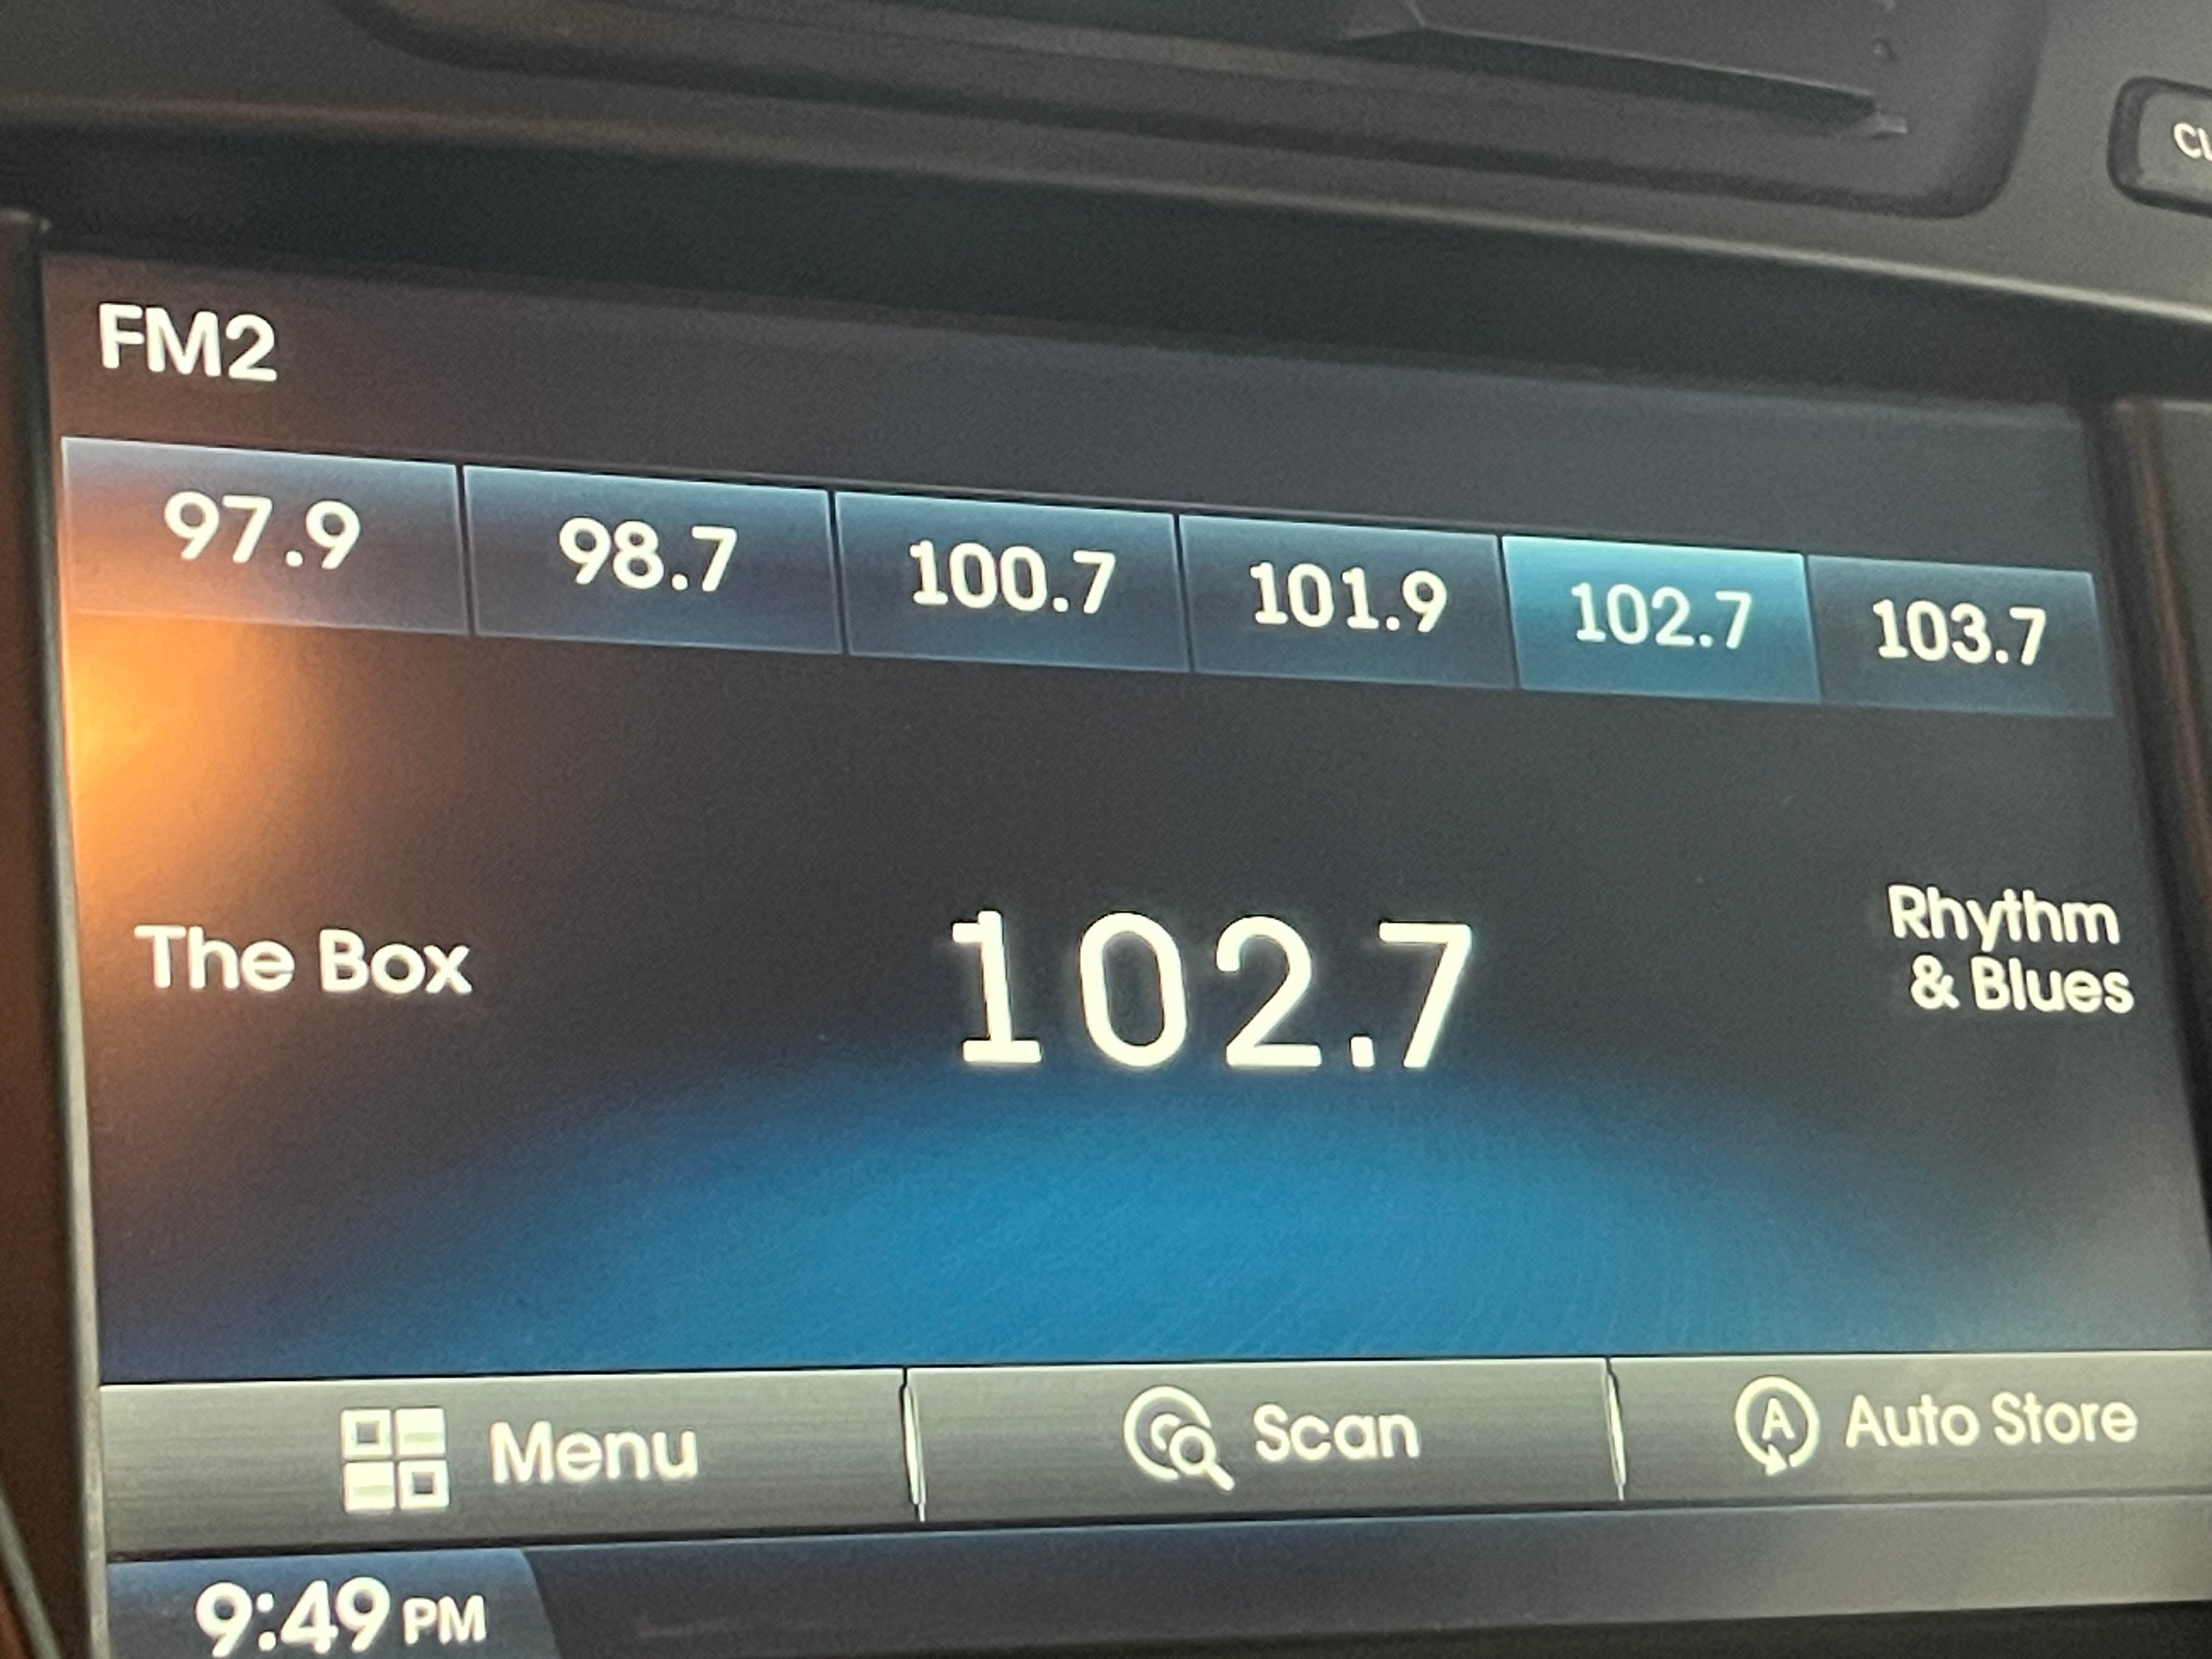 CL
FM2
97.9 98.7 100.7 101.9 102.7 103.7
The Box 102.7 Rhythm
& Blues
Menu Scan Auto Store
9:49 PM